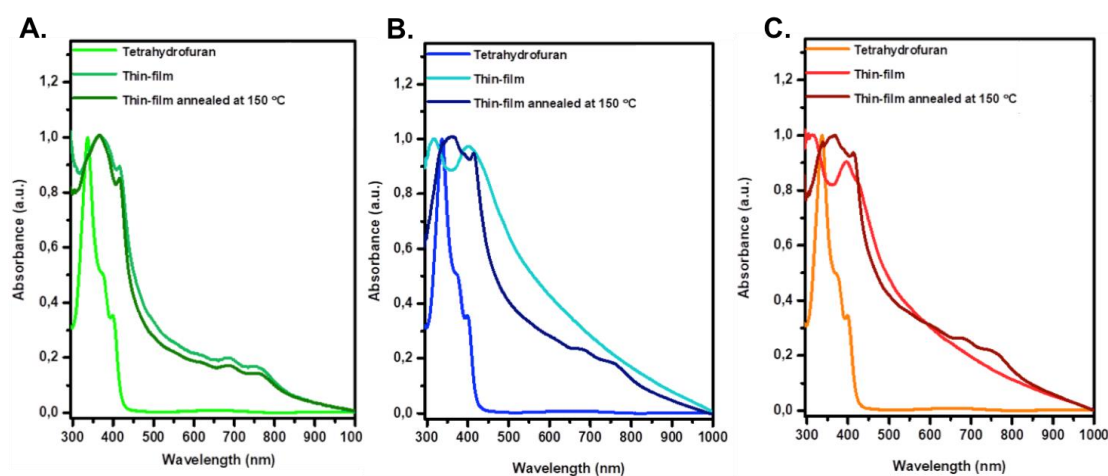 A.
Tetrahydrofuran
Thin-film
Thin-film annealed at 150 ºC
1,2
1,0
0,8
0,6
0,4
0,2
0,0
Absorbance (a.u.)
300 400 500 600 700 800 900 100
Wavelength (nm)
B.
Tetrahydrofuran
Thin-film
Thin-film annealed at 150 ºC
1,2
1,0
0,8
0,6
0,4
0,2
0,0
Absorbance (a.u.)
300 400 500 600 700 800 900 1000
Wavelength (nm)
C.
Tetrahydrofuran
Thin-film
Thin-film annealed at 150 ºC
1,2
1,0
0,8
0,6
0,4
0,2
0,0
Absorbance (a.u.)
300 400 500 600 700 800 900 1000
Wavelength (nm)